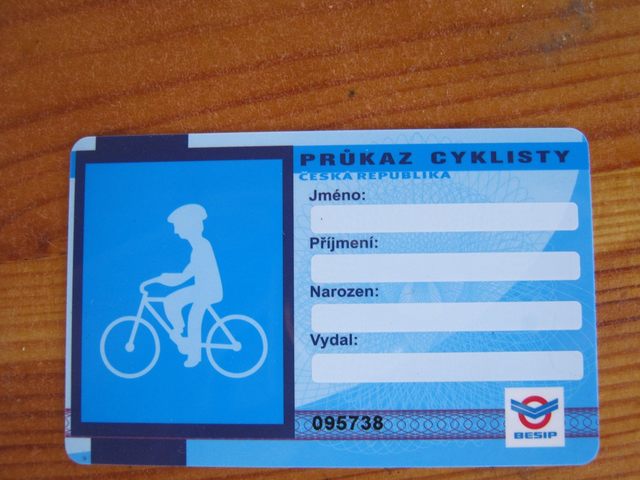 PRŮKAZ CYKLISTY
ČESKÁ REPUBLIKA
Jméno:
Příjmení:
Narozen:
Vydal:
095738
BESIP